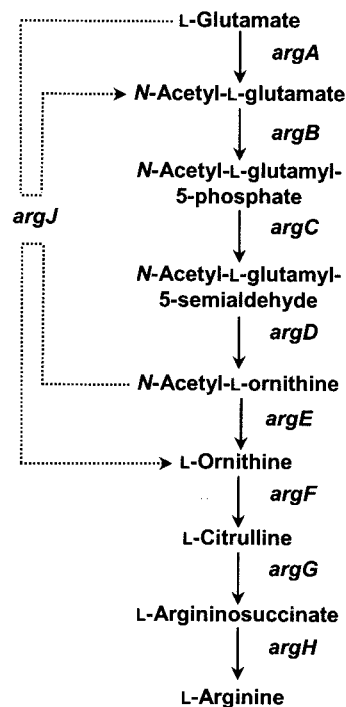 L-Glutamate
argA
N-Acetyl-L-glutamate
argB
N-Acetyl-L-glutamyl-
5-phosphate
argJ
argC
N-Acetyl-L-glutamyl-
5-semialdehyde
argD
N-Acetyl-L-ornithine
argE
L-Ornithine
argF
L-Citrulline
argG
L-Argininosuccinate
argH
L-Arginine